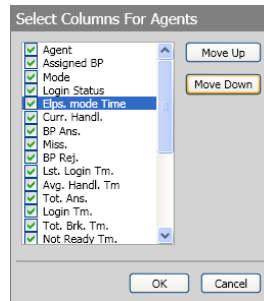 Select Columns For Agents
Agent
Assigned BP
Mode
Login Status
Elps. mode Time
Curr. Handl.
BP Ans.
Miss.
BP Rej.
Lst. Login Tm.
Avg. Handl. Tm
Tot. Ans.
Login Tm.
Tot. Brk. Tm.
Not Ready Tm.
Move Up
Move Down
OK
Cancel